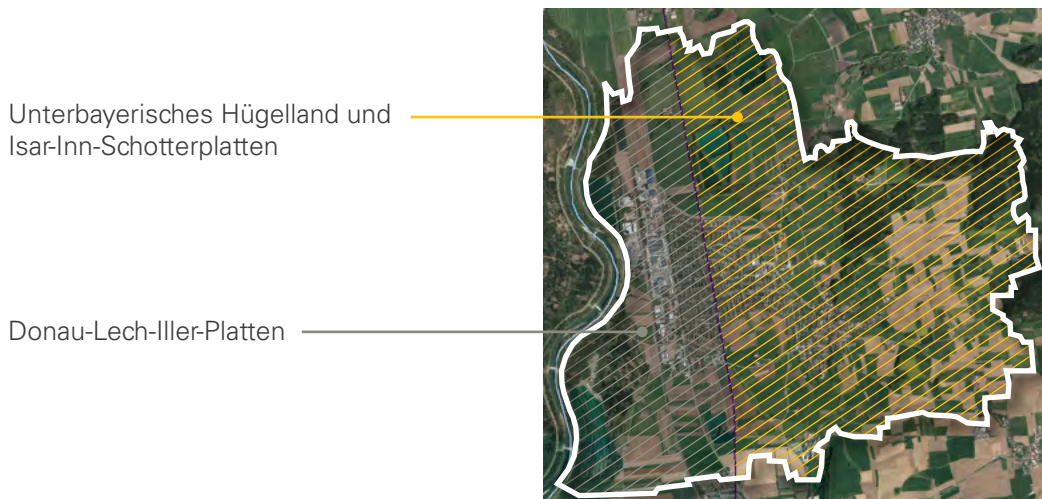 Unterbayerisches Hügelland und
Isar-Inn-Schotterplatten
Donau-Lech-Iller-Platten